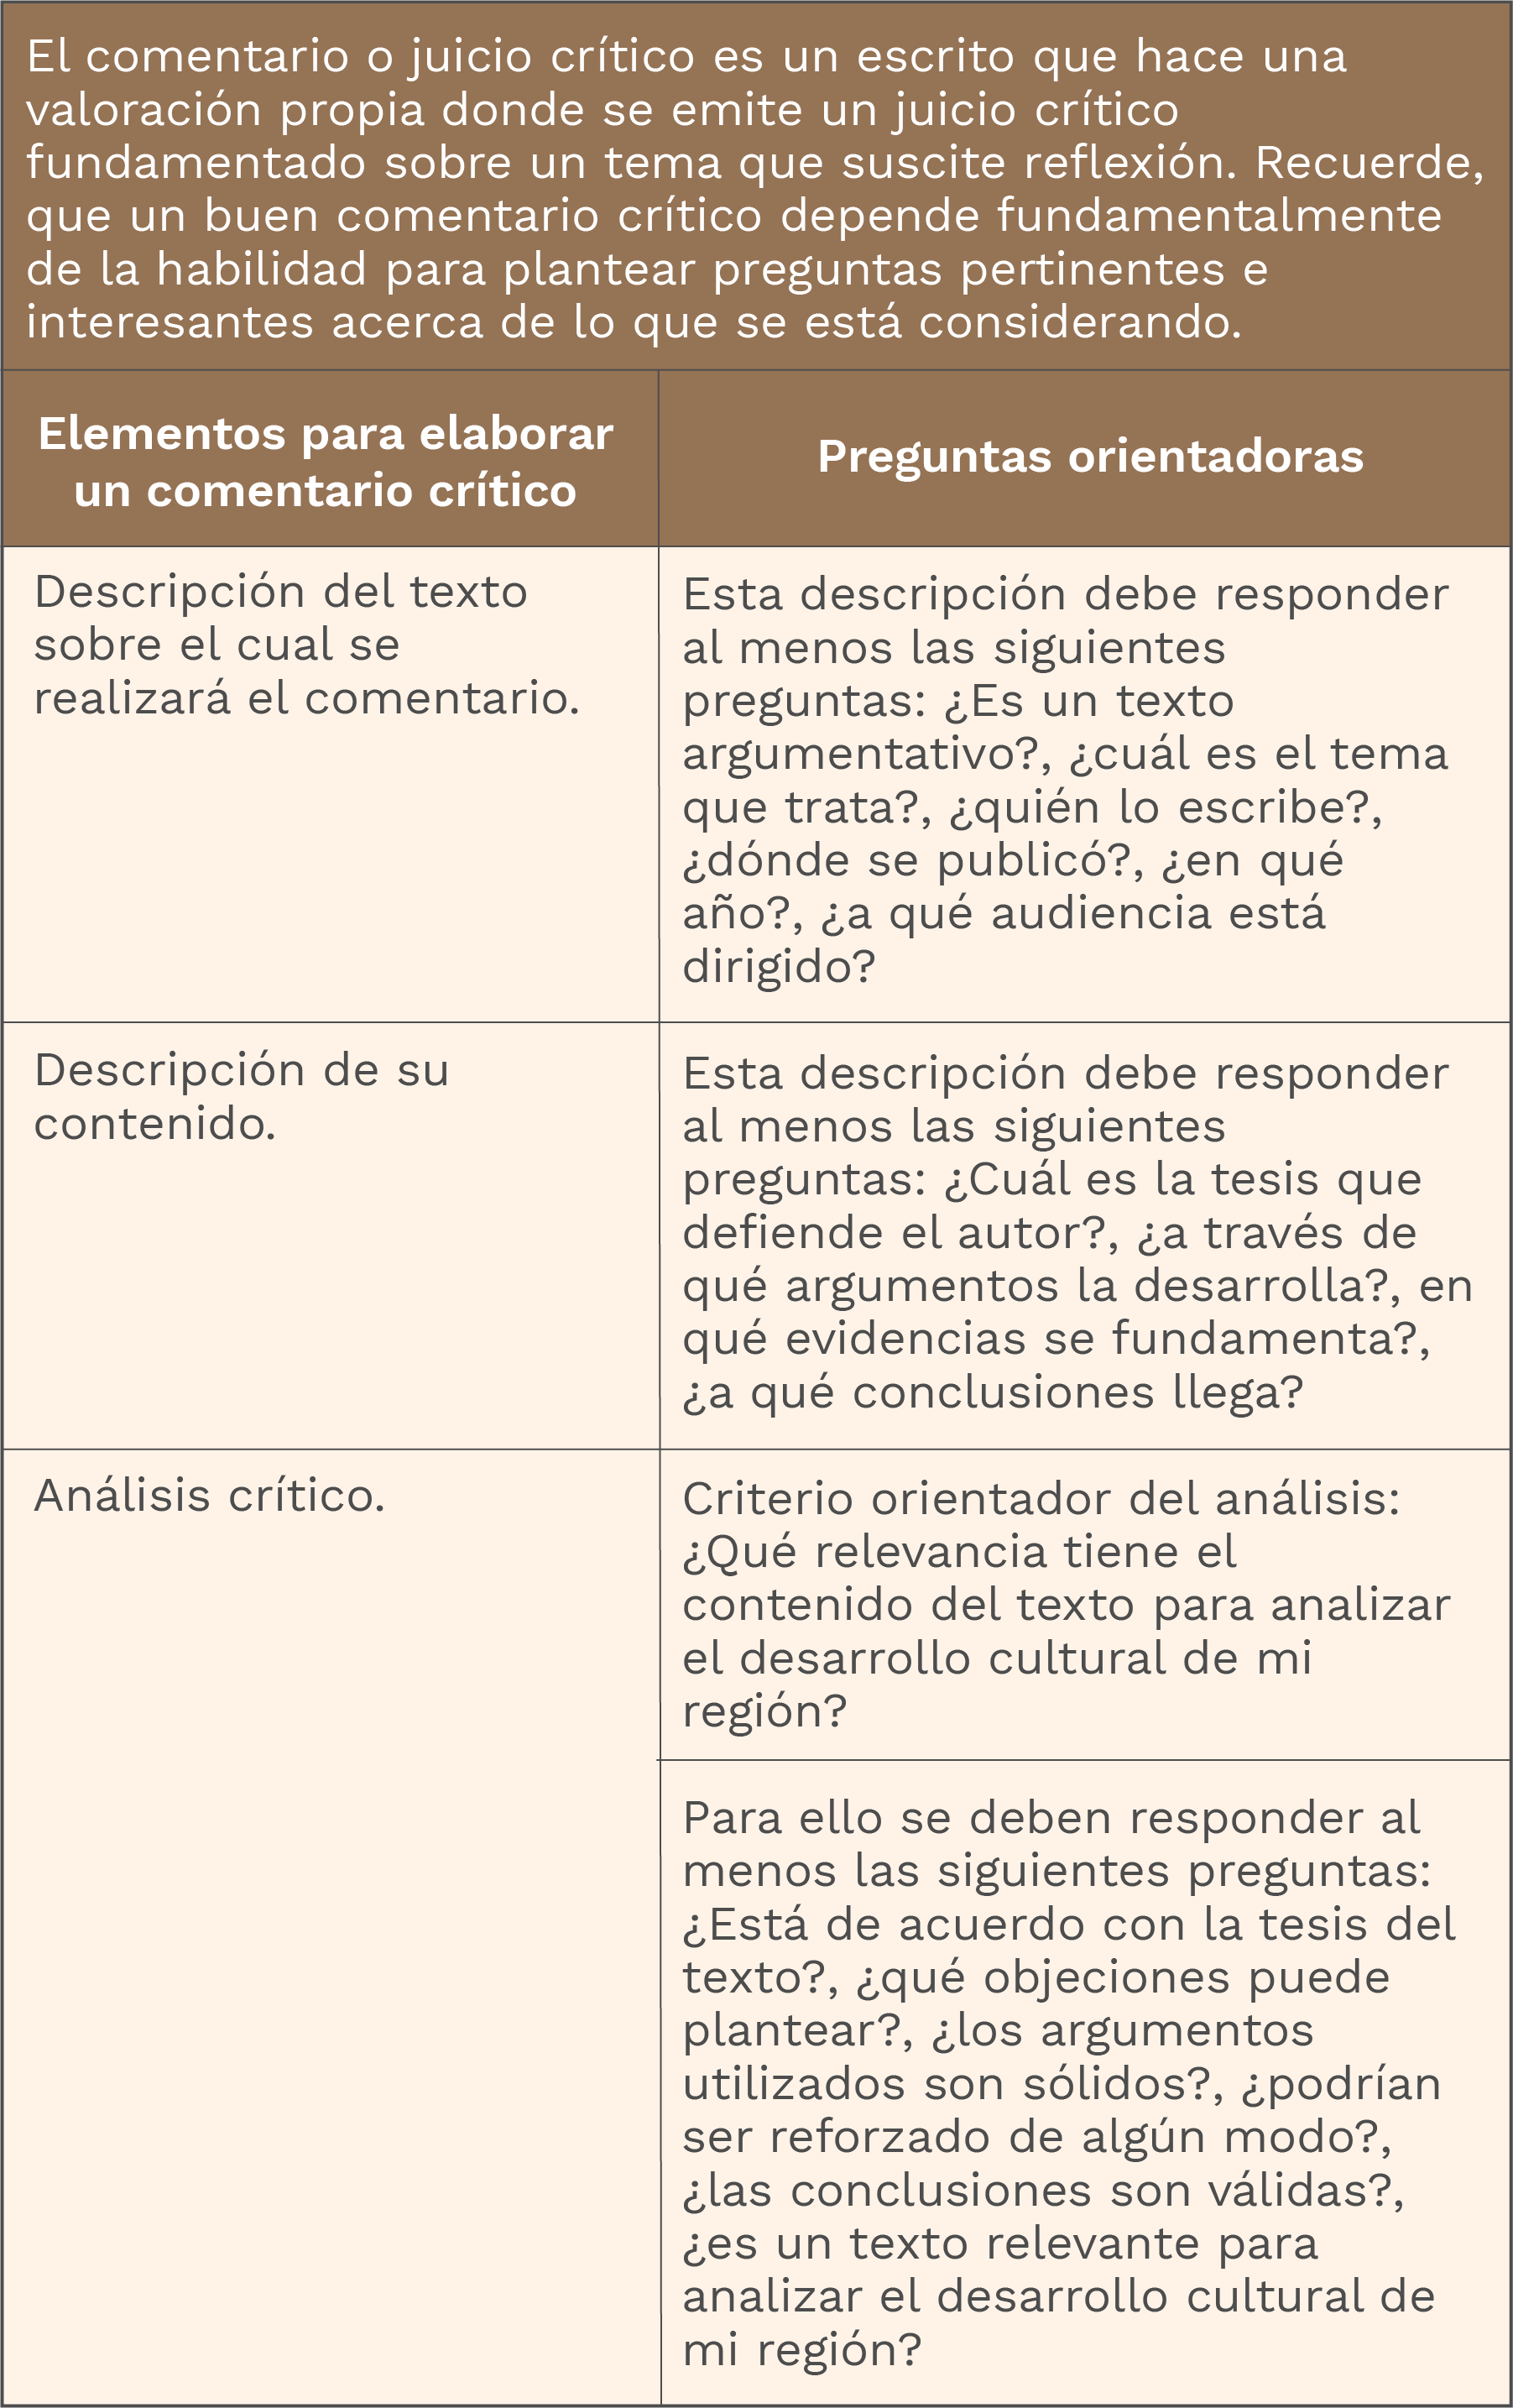 El comentario o juicio crítico es un escrito que hace una
valoración propia donde se emite un juicio crítico
fundamentado sobre un tema que suscite reflexión. Recuerde,
que un buen comentario crítico depende fundamentalmente
de la habilidad para plantear preguntas pertinentes e
interesantes acerca de lo que se está considerando.
Elementos para elaborar
un comentario crítico
Preguntas orientadoras
Descripción del texto
sobre el cual se
realizará el comentario.
Esta descripción debe responder
al menos las siguientes
preguntas: ¿Es un texto
argumentativo?, ¿cuál es el tema
que trata?, ¿quién lo escribe?,
¿dónde se publicó?, ¿en qué
año?, ¿a qué audiencia está
dirigido?
Descripción de su
contenido.
Esta descripción debe responder
al menos las siguientes
preguntas: ¿Cuál es la tesis que
defiende el autor?, ¿a través de
qué argumentos la desarrolla?, en
qué evidencias se fundamenta?,
¿a qué conclusiones llega?
Análisis crítico.
Criterio orientador del análisis:
¿Qué relevancia tiene el
contenido del texto para analizar
el desarrollo cultural de mi
región?
Para ello se deben responder al
menos las siguientes preguntas:
¿Está de acuerdo con la tesis del
texto?, ¿qué objeciones puede
plantear?, ¿los argumentos
utilizados son sólidos?, ¿podrían
ser reforzado de algún modo?,
¿las conclusiones son válidas?,
¿es un texto relevante para
analizar el desarrollo cultural de
mi región?